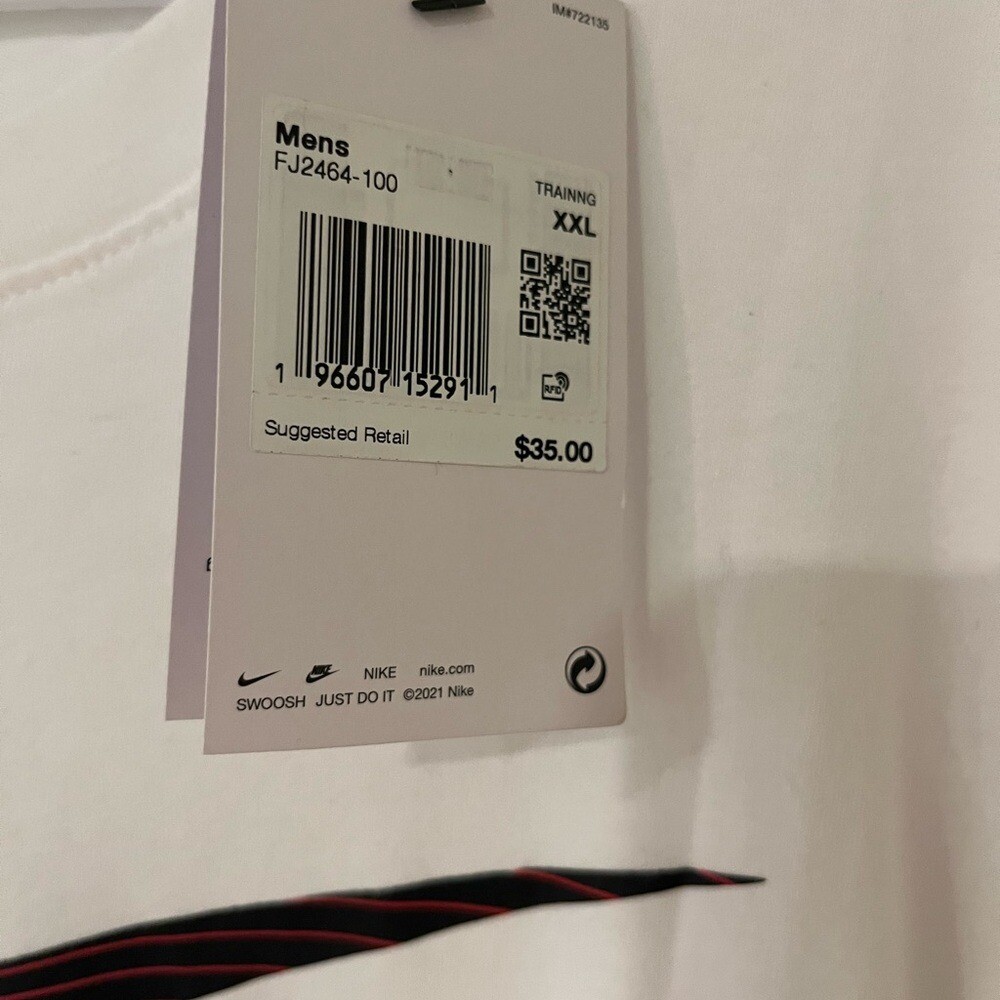 IM#722135
Mens
FJ2464-100
TRAINNG
XXL
1 96607 15291 1
RFID
Suggested Retail
$35.00
NIKE NIKE nike.com
SWOOSH JUST DO IT ©2021 Nike